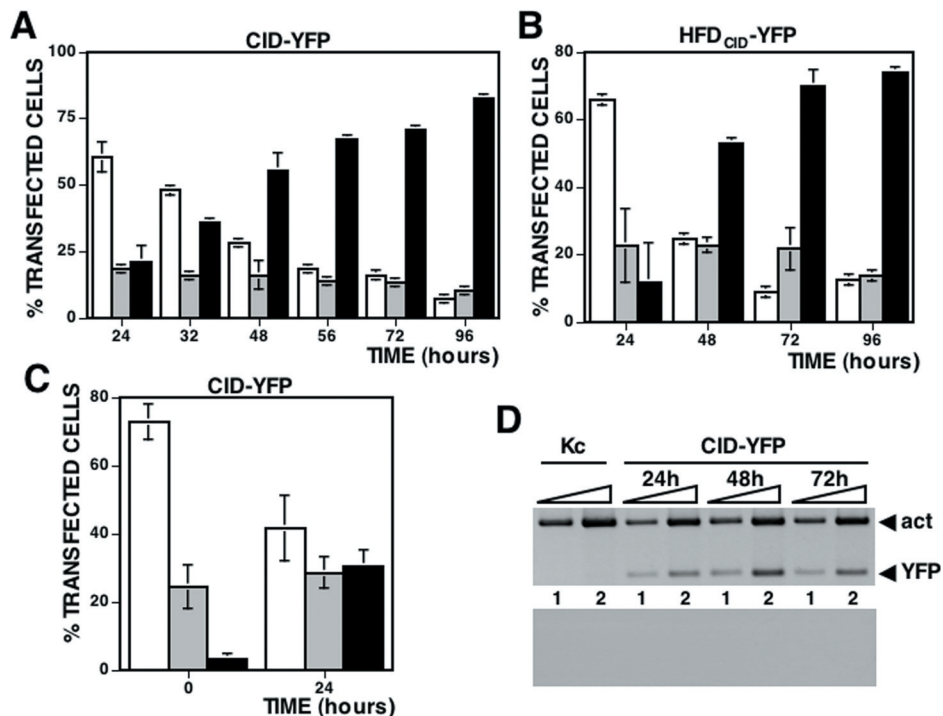 A
CID-YFP
% TRANSFECTED CELLS
100
75
50
25
0
24 32 48 56 72 96
TIME (hours)
B
HFDCID-YFP
% TRANSFECTED CELLS
80
60
40
20
0
24 48 72 96
TIME (hours)
C
CID-YFP
% TRANSFECTED CELLS
80
60
40
20
0
0 24
TIME (hours)
D
Kc CID-YFP
24h 48h 72h
act
YFP
1 2 1 2 1 2 1 2